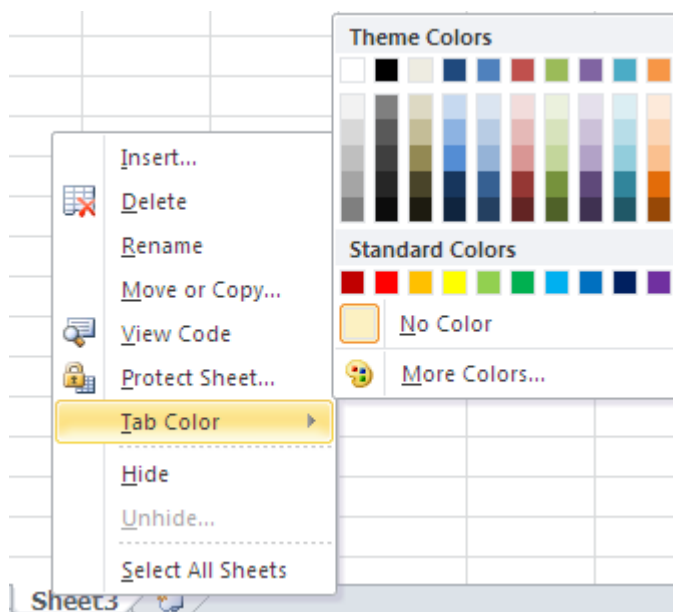 Theme Colors
Standard Colors
No Color
More Colors...
Insert...
Delete
Rename
Move or Copy...
View Code
Protect Sheet...
Tab Color
Hide
Unhide...
Select All Sheets
Sheet3